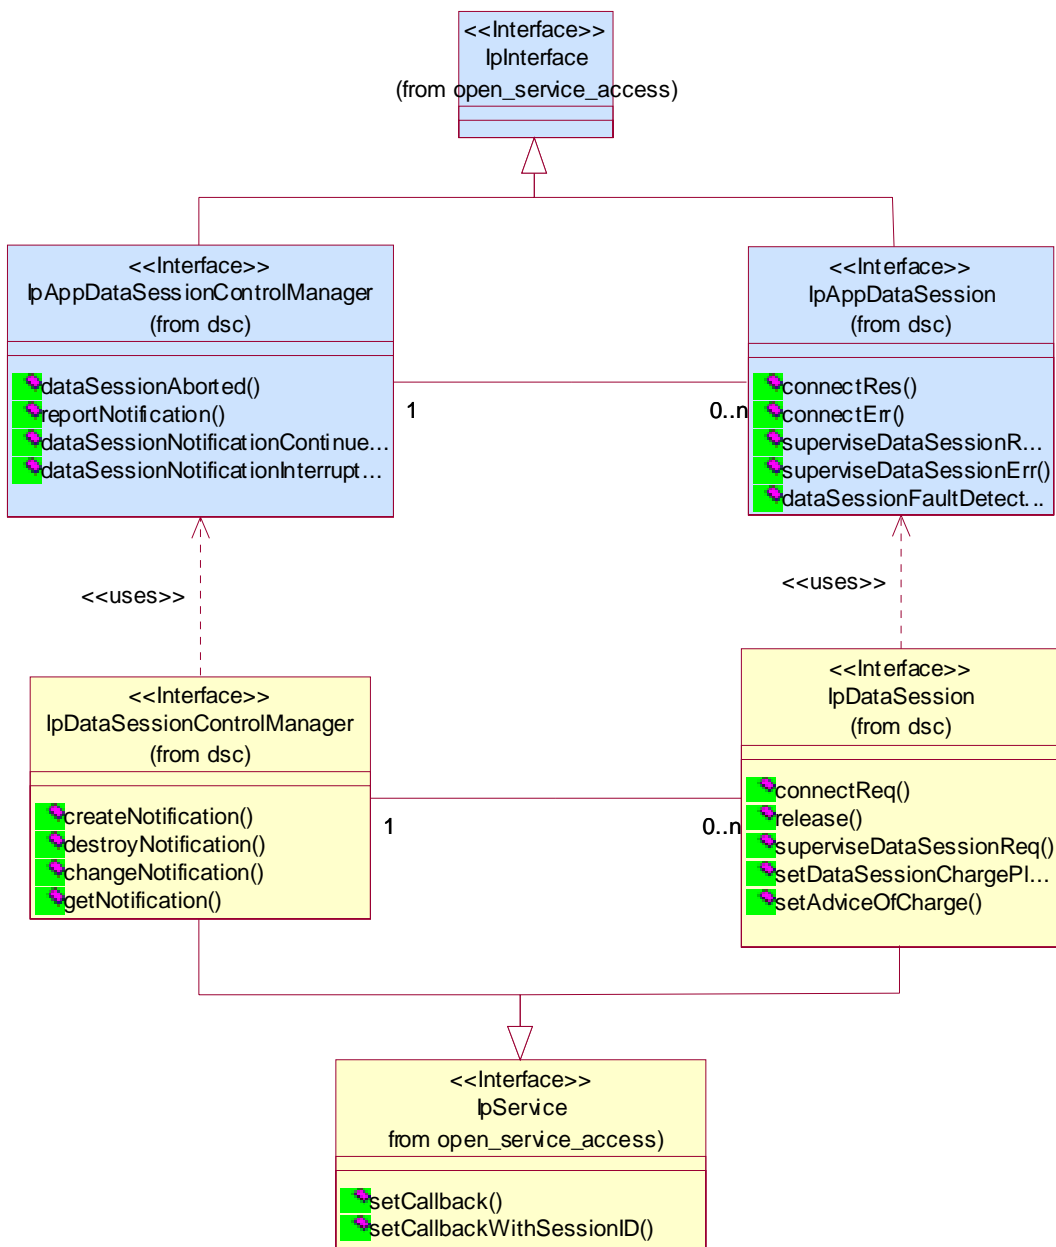 <<Interface>>
IpInterface
(from open_service_access)
<<Interface>>
IpAppDataSessionControlManager
(from dsc)
dataSessionAborted()
reportNotification()
dataSessionNotificationContinue...
dataSessionNotificationInterrupt...
<<Interface>>
IpAppDataSession
(from dsc)
connectRes()
connectErr()
superviseDataSessionR...
superviseDataSessionErr()
dataSessionFaultDetect...
1
0..n
<<uses>>
<<uses>>
<<Interface>>
IpDataSessionControlManager
(from dsc)
createNotification()
destroyNotification()
changeNotification()
getNotification()
<<Interface>>
IpDataSession
(from dsc)
connectReq()
release()
superviseDataSessionReq()
setDataSessionChargePl...
setAdviceOfCharge()
1
0..n
<<Interface>>
IpService
from open_service_access)
setCallback()
setCallbackWithSessionID()